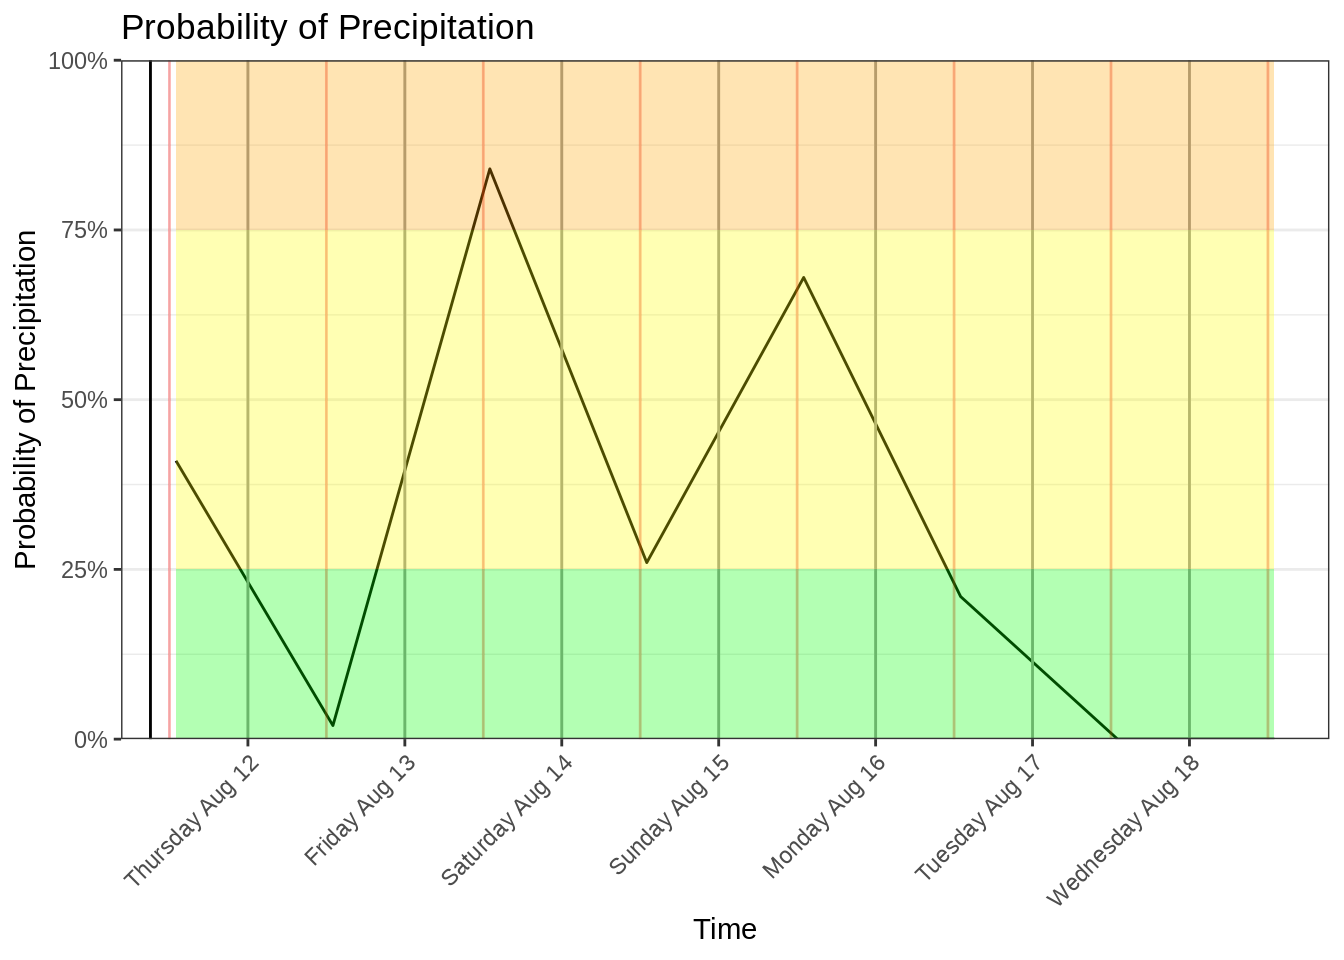 Probability of Precipitation
100%
75%
50%
25%
0%
Probability of Precipitation
Thursday Aug 12
Friday Aug 13
Saturday Aug 14
Sunday Aug 15
Monday Aug 16
Tuesday Aug 17
Wednesday Aug 18
Time